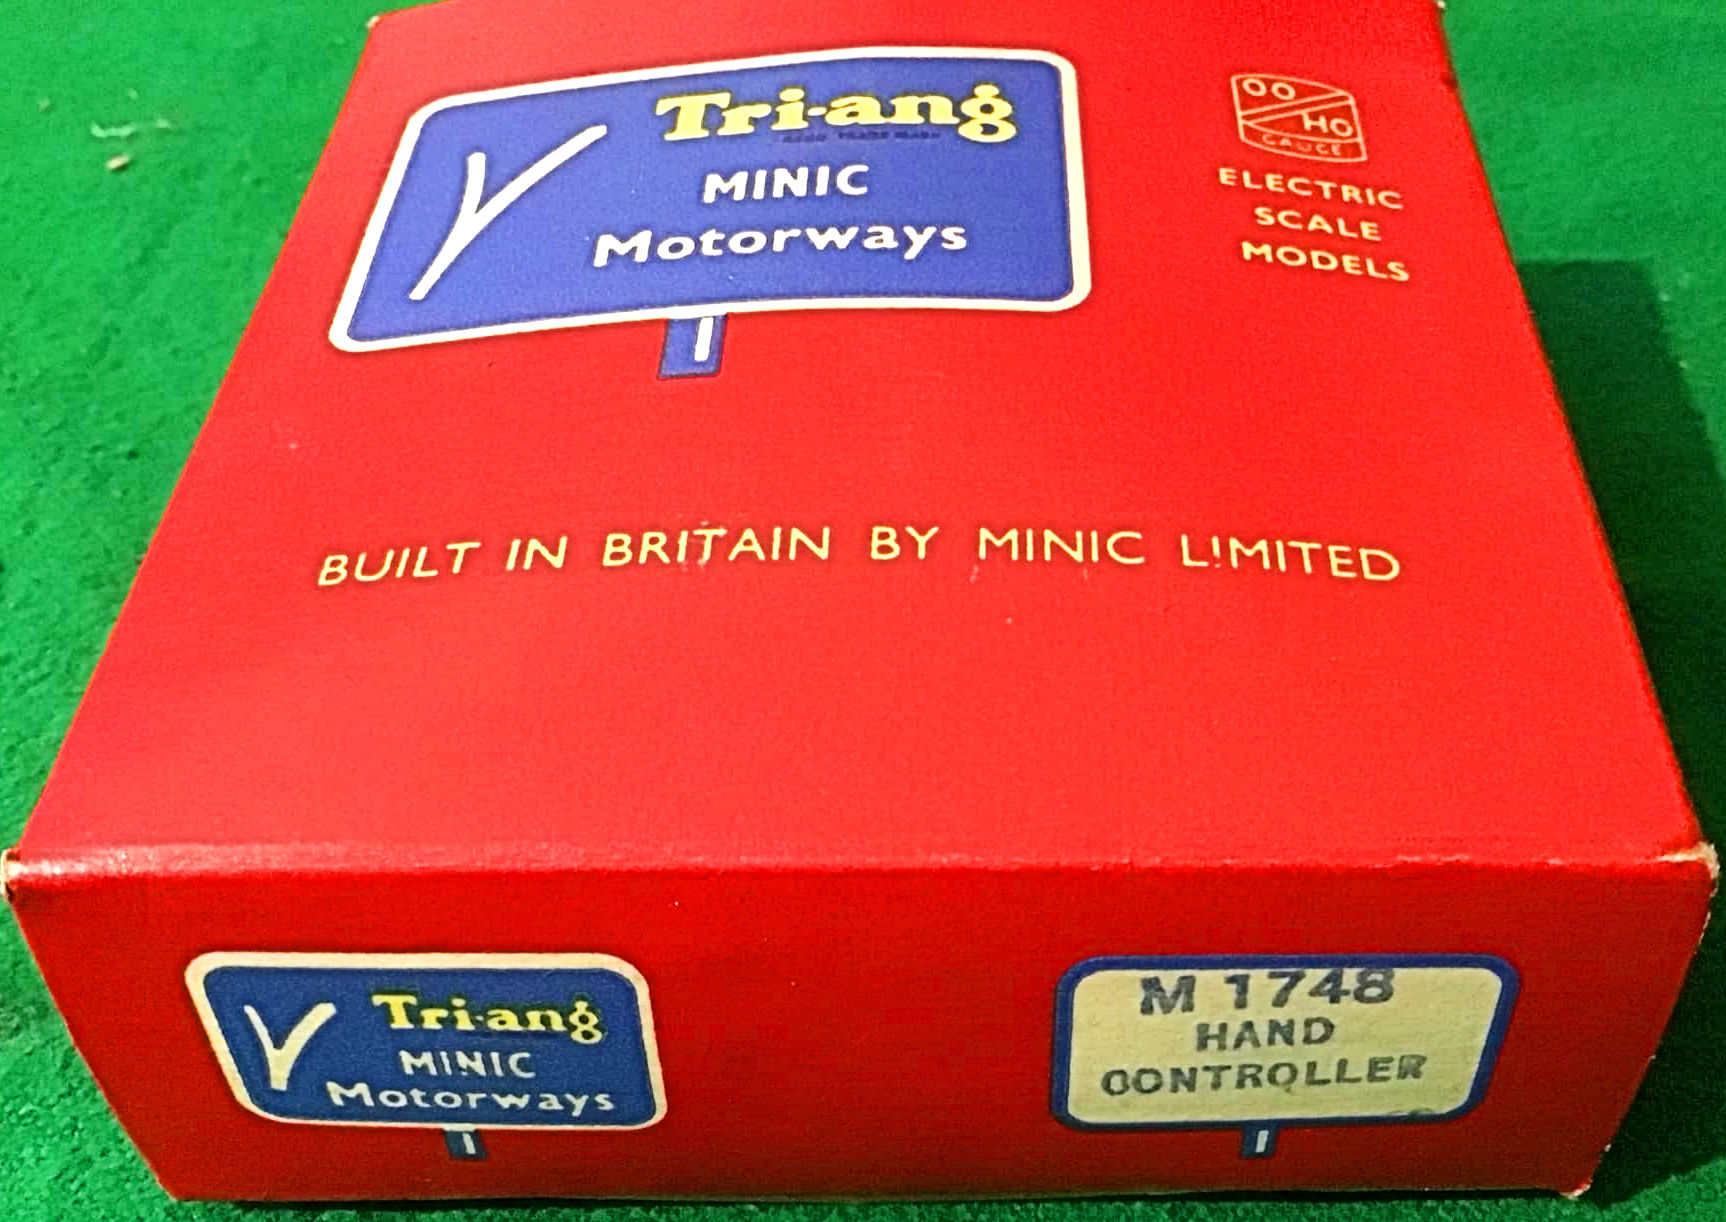 Tri-ang
MINIC
Motorways
OO
HO
GAUGE
ELECTRIC
SCALE
MODELS
BUILT IN BRITAIN BY MINIC LIMITED
Tri-ang
MINIC
Motorways
M 1748
HAND
CONTROLLER